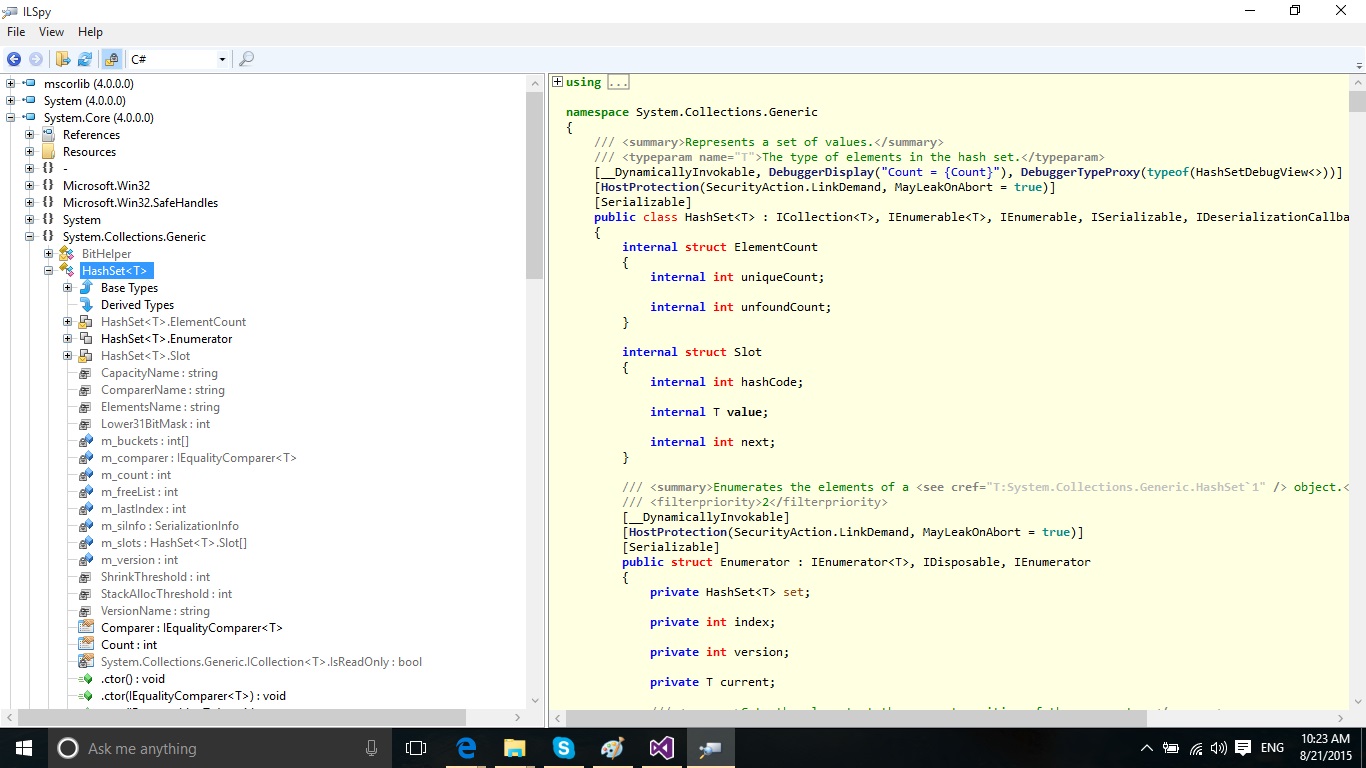 ILSpy
File View Help
C#
mscorlib (4.0.0.0)
System (4.0.0.0)
System.Core (4.0.0.0)
References
Resources
{} -
{} Microsoft.Win32
{} Microsoft.Win32.SafeHandles
{} System
{} System.Collections.Generic
BitHelper
HashSet<T>
Base Types
Derived Types
HashSet<T>.ElementCount
HashSet<T>.Enumerator
HashSet<T>.Slot
CapacityName : string
ComparerName : string
ElementsName : string
Lower31BitMask : int
m_buckets : int[]
m_comparer : IEqualityComparer<T>
m_count : int
m_freeList : int
m_lastIndex : int
m_siInfo : SerializationInfo
m_slots : HashSet<T>.Slot[]
m_version : int
ShrinkThreshold : int
StackAllocThreshold : int
VersionName : string
Comparer : IEqualityComparer<T>
Count : int
System.Collections.Generic.ICollection<T>.IsReadOnly : bool
.ctor() : void
.ctor(IEqualityComparer<T>) : void
using ...
namespace System.Collections.Generic
{
/// <summary>Represents a set of values.</summary>
/// <typeparam name="T">The type of elements in the hash set.</typeparam>
[__DynamicallyInvokable, DebuggerDisplay("Count = {Count}"), DebuggerTypeProxy(typeof(HashSetDebugView<>))]
[HostProtection(SecurityAction.LinkDemand, MayLeakOnAbort = true)]
[Serializable]
public class HashSet<T> : ICollection<T>, IEnumerable<T>, IEnumerable, ISerializable, IDeserializationCallba
{
internal struct ElementCount
{
internal int uniqueCount;
internal int unfoundCount;
}
internal struct Slot
{
internal int hashCode;
internal T value;
internal int next;
}
/// <summary>Enumerates the elements of a <see cref="T:System.Collections.Generic.HashSet`1" /> object.<
/// <filterpriority>2</filterpriority>
[__DynamicallyInvokable]
[HostProtection(SecurityAction.LinkDemand, MayLeakOnAbort = true)]
[Serializable]
public struct Enumerator : IEnumerator<T>, IDisposable, IEnumerator
{
private HashSet<T> set;
private int index;
private int version;
private T current;
Ask me anything
ENG
10:23 AM
8/21/2015